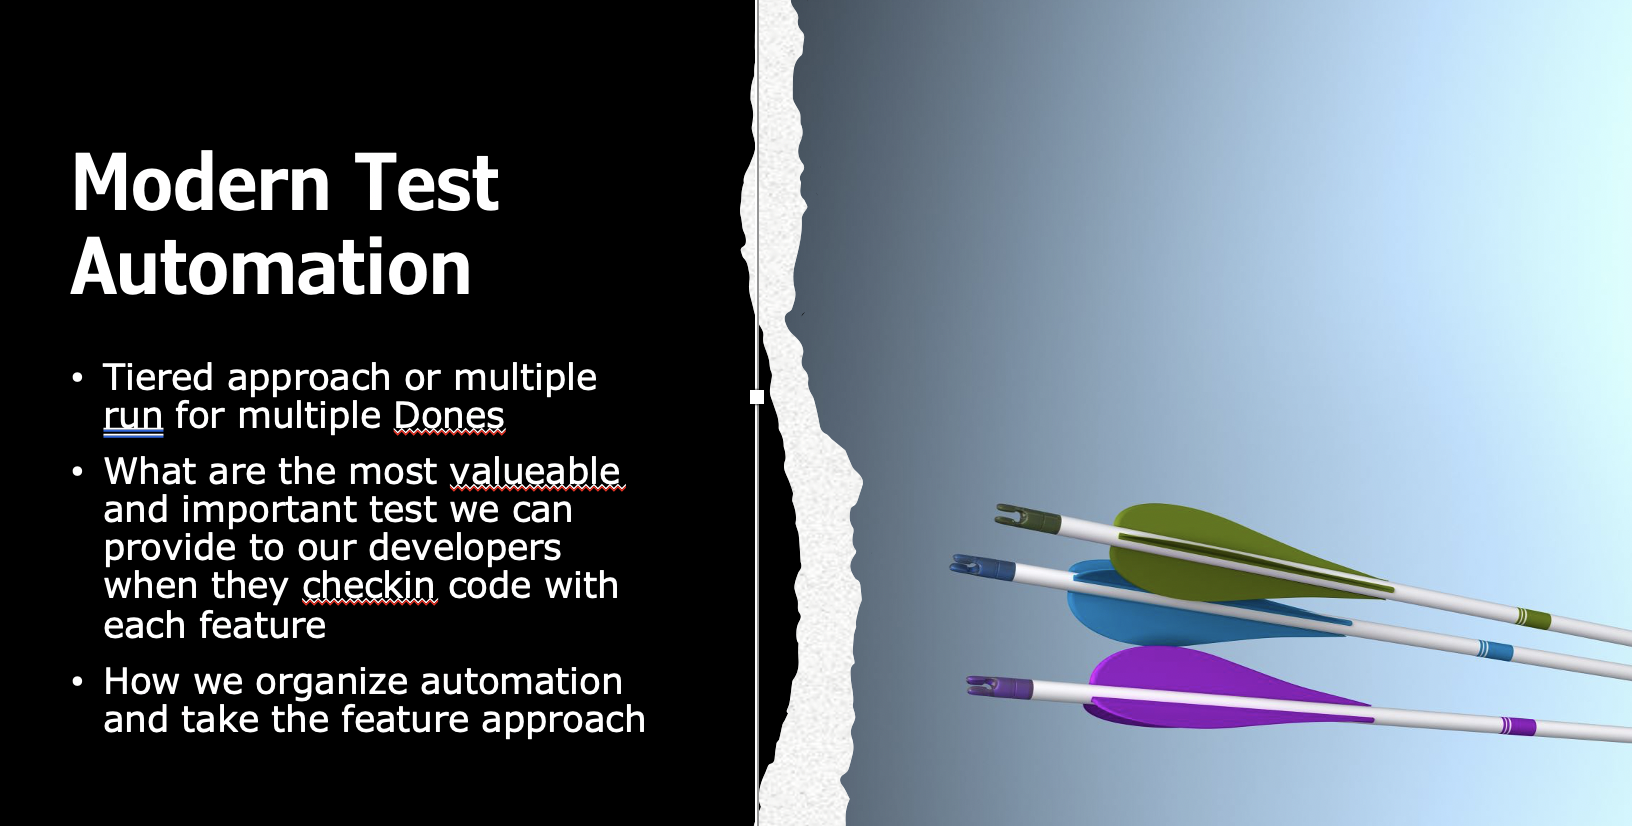 Modern Test
Automation
• Tiered approach or multiple
run for multiple Dones
• What are the most valueable
and important test we can
provide to our developers
when they checkin code with
each feature
• How we organize automation
and take the feature approach